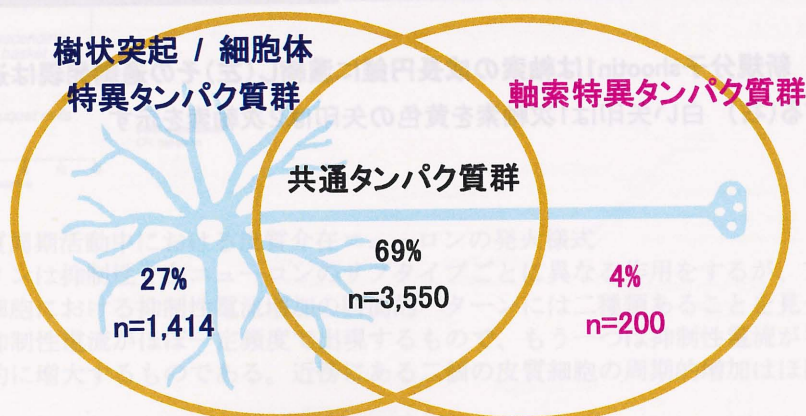 樹状突起 / 細胞体
特異タンパク質群
軸索特異タンパク質群
共通タンパク質群
69%
n=3,550
27%
n=1,414
4%
n=200